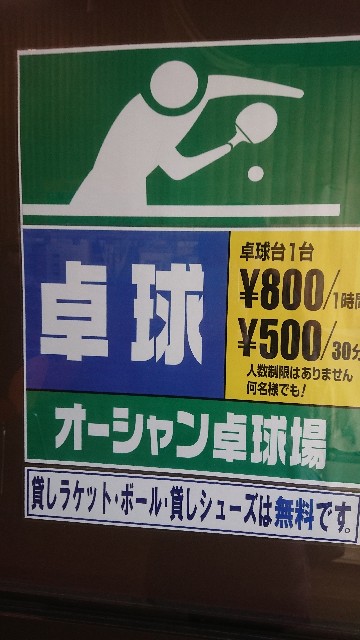 卓球
卓球台1台
¥800/1時間
¥500/30分
人数制限はありません
何名様でも!
オーシャン卓球場
貸しラケット・ボール・貸しシューズは無料です。